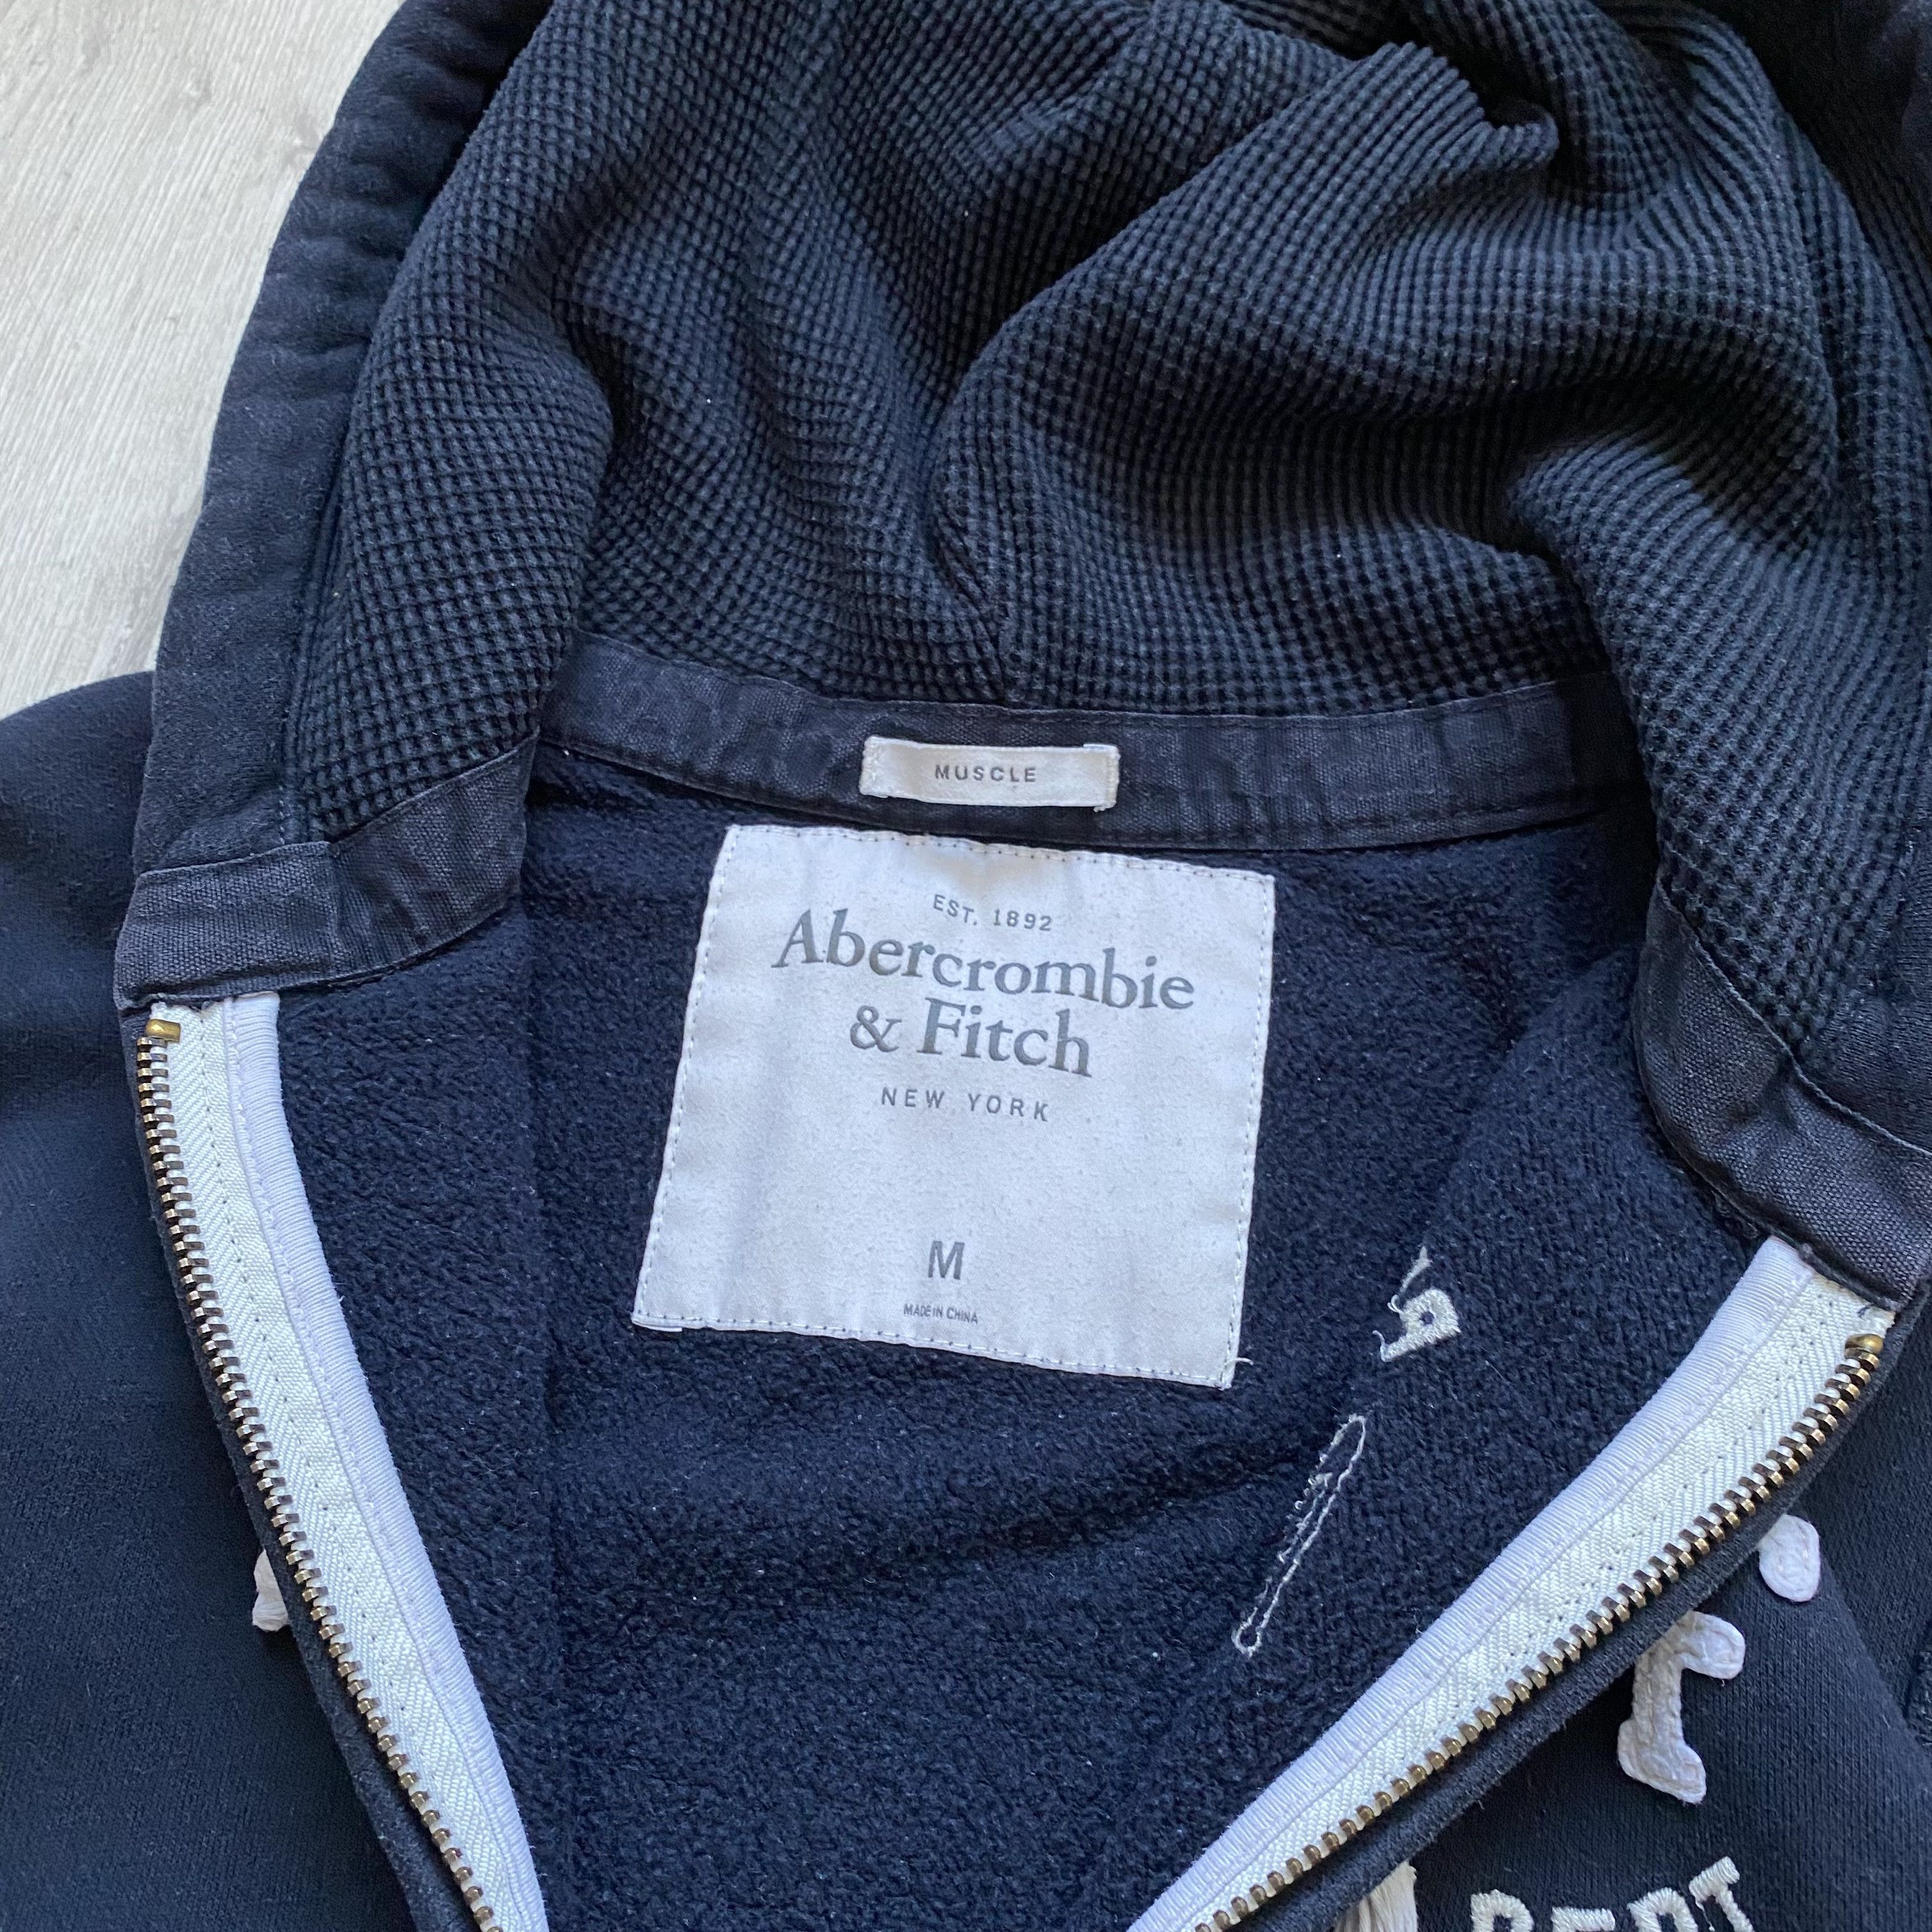 MUSCLE
EST. 1892
Abercrombie
& Fitch
NEW YORK
M
MADE IN CHINA